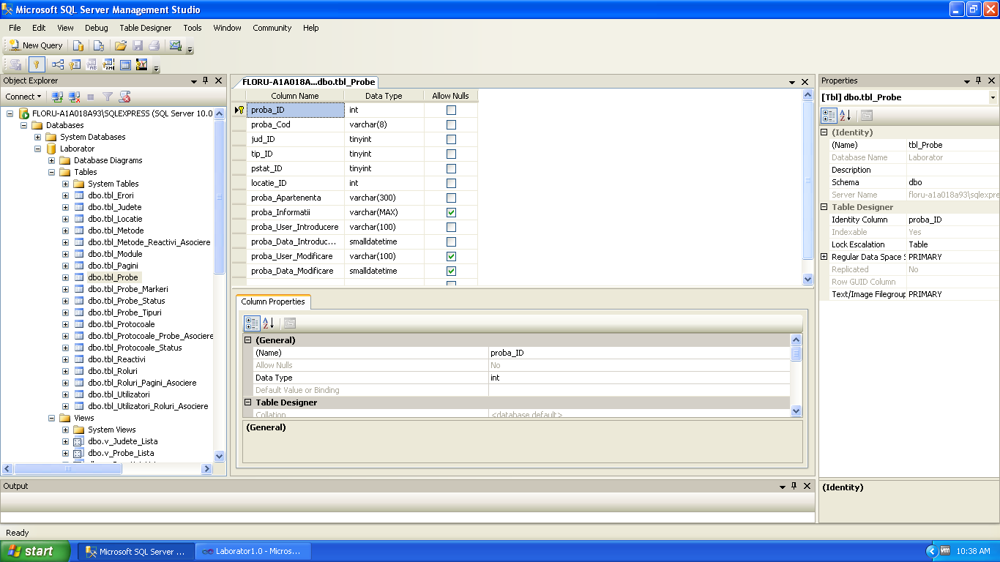 Microsoft SQL Server Management Studio
File Edit View Debug Table Designer Tools Window Community Help
New Query
Object Explorer
Connect
FLORU-A1A018A93\SQLEXPRESS (SQL Server 10.0
Databases
System Databases
Laborator
Database Diagrams
Tables
System Tables
dbo.tbl_Erori
dbo.tbl_Judete
dbo.tbl_Locatie
dbo.tbl_Metode
dbo.tbl_Metode_Reactivi_Asociere
dbo.tbl_Module
dbo.tbl_Pagini
dbo.tbl_Probe
dbo.tbl_Probe_Markeri
dbo.tbl_Probe_Status
dbo.tbl_Probe_Tipuri
dbo.tbl_Protocoale
dbo.tbl_Protocoale_Probe_Asociere
dbo.tbl_Protocoale_Status
dbo.tbl_Reactivi
dbo.tbl_Roluri
dbo.tbl_Roluri_Pagini_Asociere
dbo.tbl_Utilizatori
dbo.tbl_Utilizatori_Roluri_Asociere
Views
System Views
dbo.v_Judete_Lista
dbo.v_Probe_Lista
FLORU-A1A018A...dbo.tbl_Probe
Column Name Data Type Allow Nulls
proba_ID int
proba_Cod varchar(8)
jud_ID tinyint
tip_ID tinyint
pstat_ID tinyint
locatie_ID int
proba_Apartenenta varchar(300)
proba_Informatii varchar(MAX)
proba_User_Introducere varchar(100)
proba_Data_Introduc... smalldatetime
proba_User_Modificare varchar(100)
proba_Data_Modificare smalldatetime
Column Properties
(General)
(Name) proba_ID
Allow Nulls No
Data Type int
Default Value or Binding
Table Designer
Collation <database default>
(General)
Properties
[Tbl] dbo.tbl_Probe
(Identity)
(Name) tbl_Probe
Database Name Laborator
Description
Schema dbo
Server Name floru-a1a018a93\sqlexpre
Table Designer
Identity Column proba_ID
Indexable Yes
Lock Escalation Table
Regular Data Space S PRIMARY
Replicated No
Row GUID Column
Text/Image Filegroup PRIMARY
(Identity)
Output
Ready
start
Microsoft SQL Server ...
Laborator1.0 - Micros...
10:38 AM